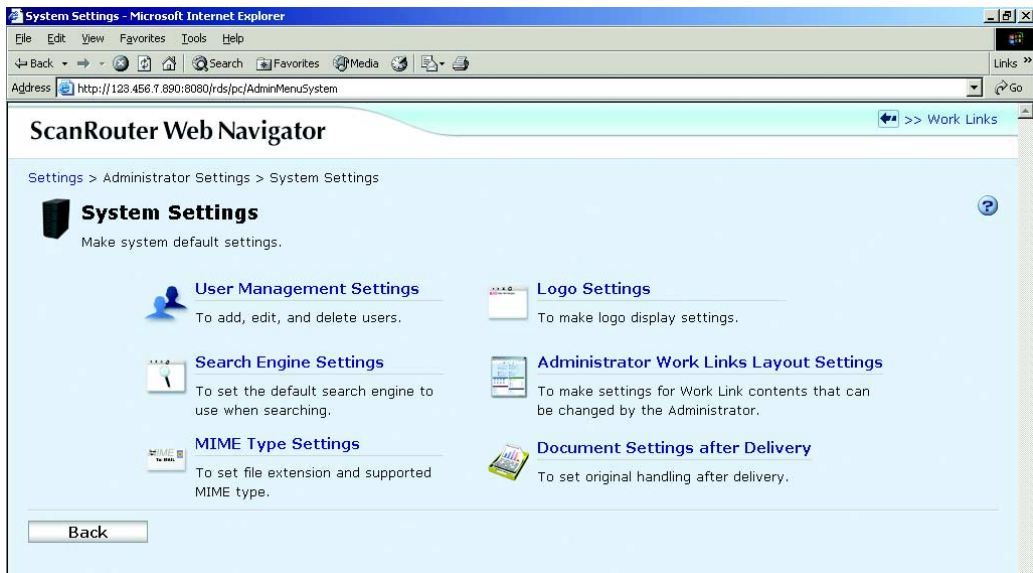 System Settings - Microsoft Internet Explorer
File Edit View Favorites Tools Help
Back Search Favorites Media Links »
Address http://123.456.7.890:8080/rds/pc/AdminMenuSystem Go
ScanRouter Web Navigator
>> Work Links
Settings > Administrator Settings > System Settings
System Settings
?
Make system default settings.
User Management Settings
To add, edit, and delete users.
Logo Settings
To make logo display settings.
Search Engine Settings
To set the default search engine to
use when searching.
Administrator Work Links Layout Settings
To make settings for Work Link contents that can
be changed by the Administrator.
MIME Type Settings
To set file extension and supported
MIME type.
Document Settings after Delivery
To set original handling after delivery.
Back